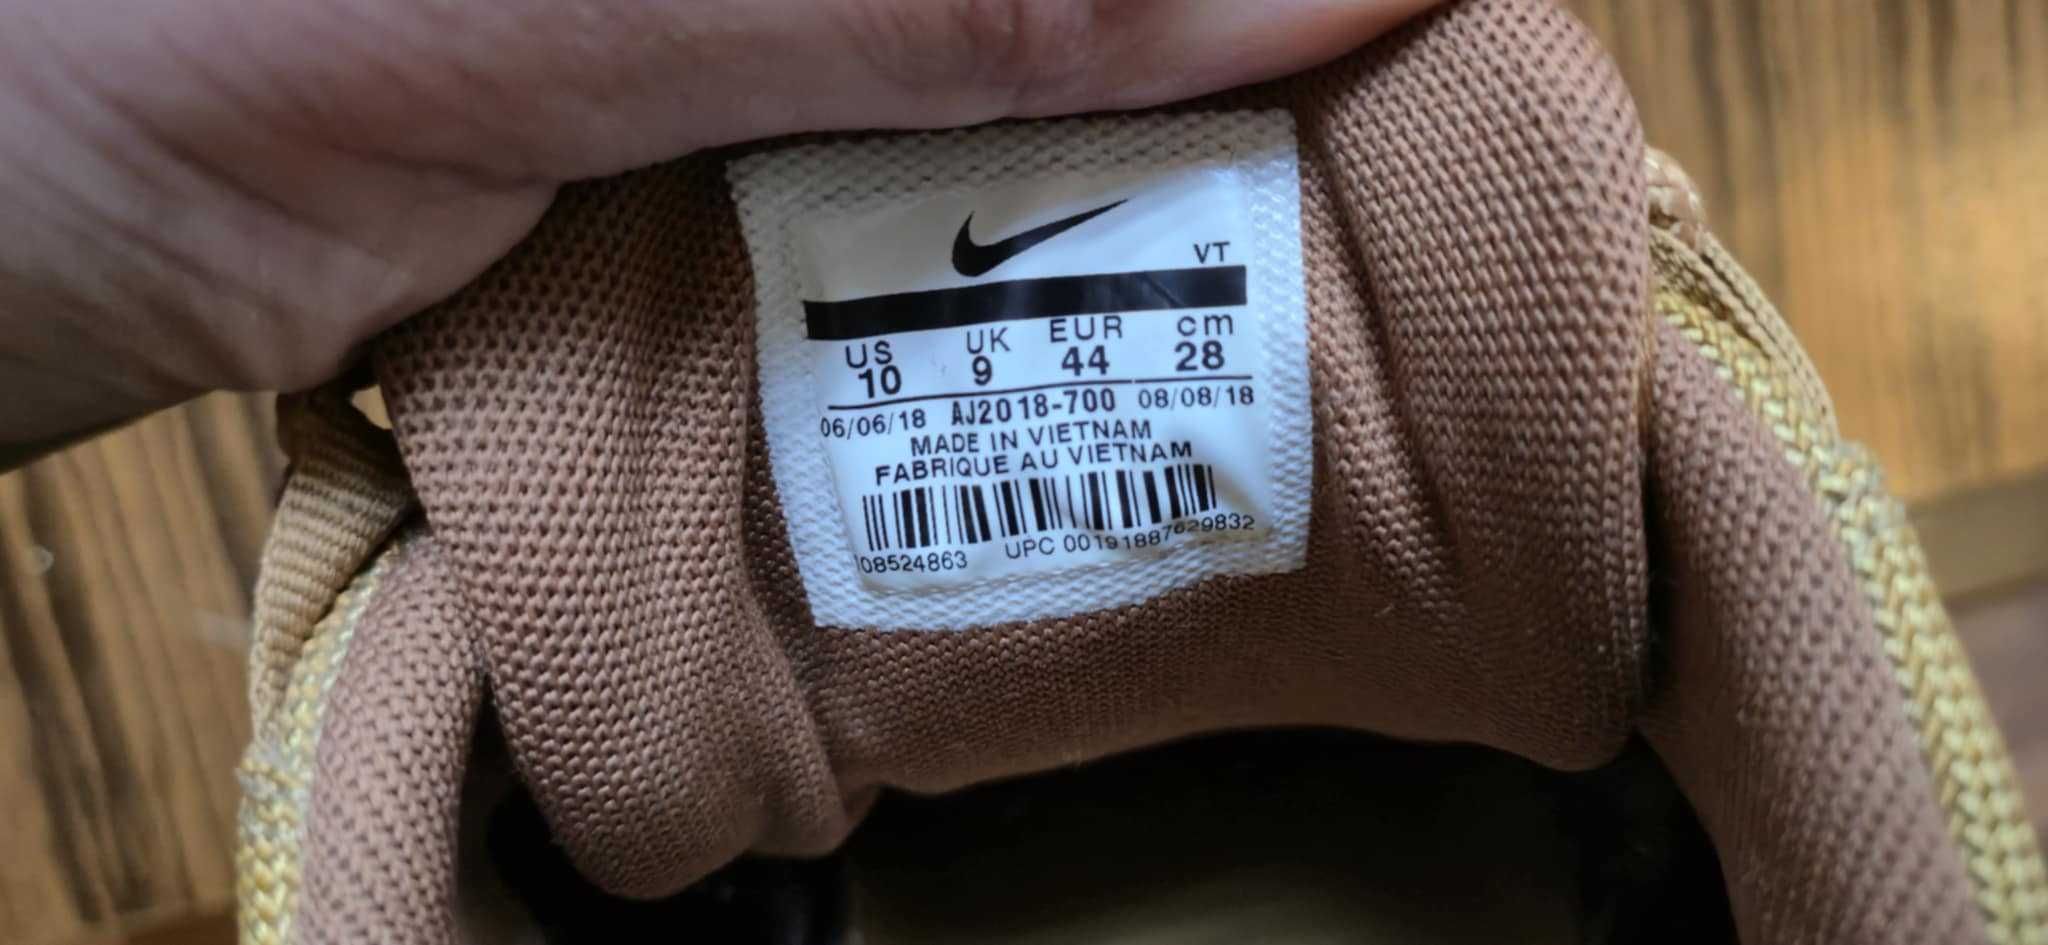 VT
US UK EUR cm
10 9 44 28
06/06/18 AJ2018-700 08/08/18
MADE IN VIETNAM
FABRIQUE AU VIETNAM
08524863 UPC 00191887629832